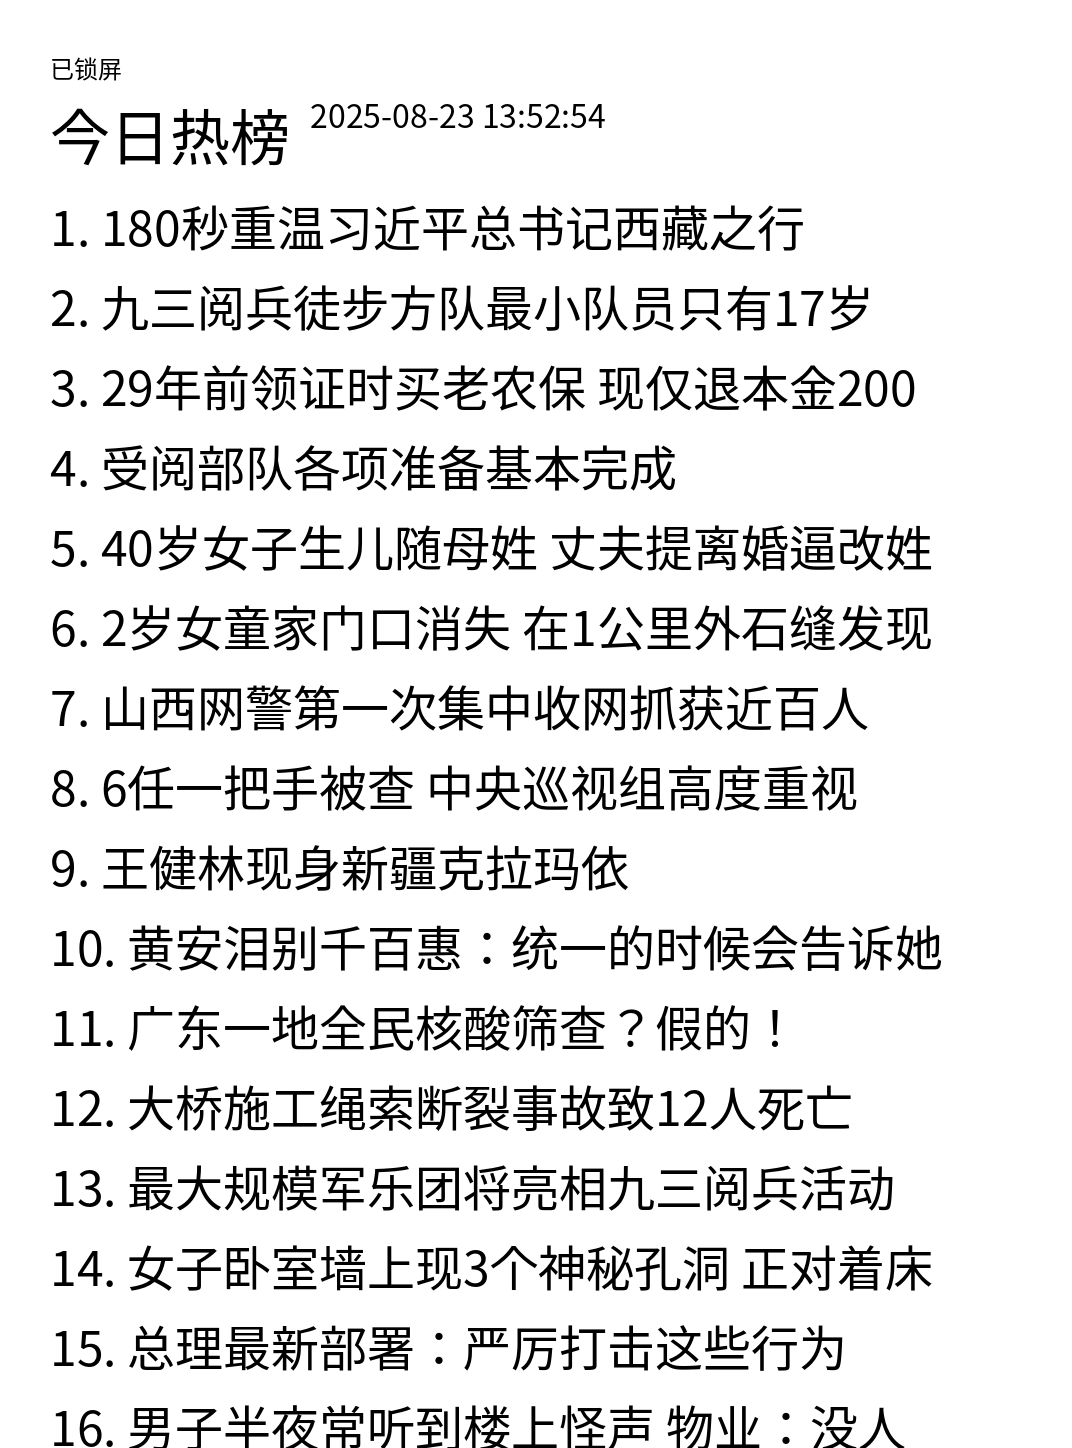 已锁屏
今日热榜 2025-08-23 13:52:54
1. 180秒重温习近平总书记西藏之行
2. 九三阅兵徒步方队最小队员只有17岁
3. 29年前领证时买老农保 现仅退本金200
4. 受阅部队各项准备基本完成
5. 40岁女子生儿随母姓 丈夫提离婚逼改姓
6. 2岁女童家门口消失 在1公里外石缝发现
7. 山西网警第一次集中收网抓获近百人
8. 6任一把手被查 中央巡视组高度重视
9. 王健林现身新疆克拉玛依
10. 黄安泪别千百惠：统一的时候会告诉她
11. 广东一地全民核酸筛查？假的！
12. 大桥施工绳索断裂事故致12人死亡
13. 最大规模军乐团将亮相九三阅兵活动
14. 女子卧室墙上现3个神秘孔洞 正对着床
15. 总理最新部署：严厉打击这些行为
16. 男子半夜常听到楼上怪声 物业：没人